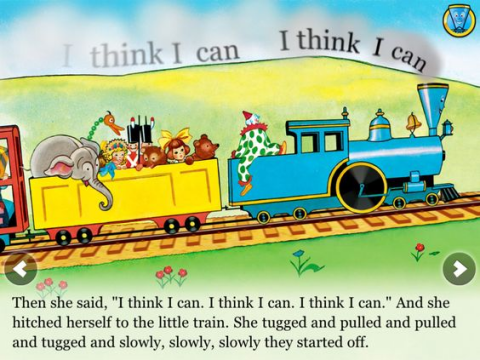 I think I can    I think I can
Then she said, "I think I can. I think I can. I think I can." And she
hitched herself to the little train. She tugged and pulled and pulled
and tugged and slowly, slowly, slowly they started off.